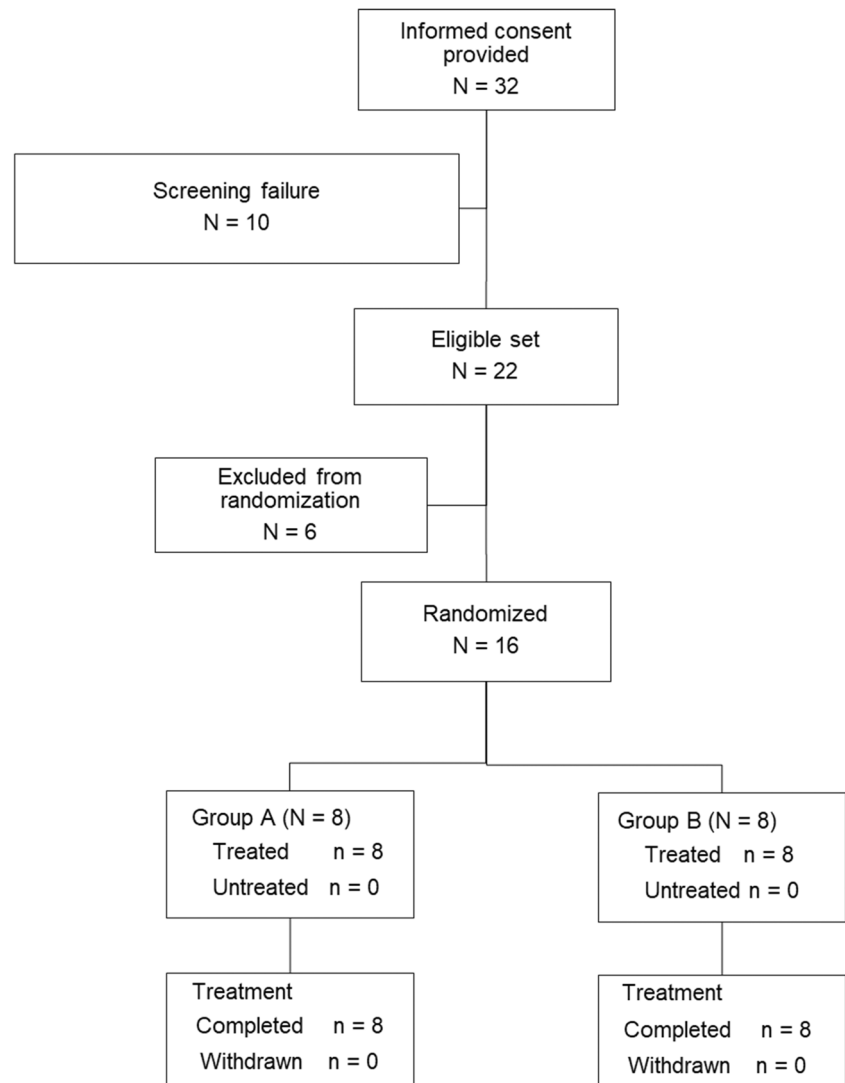 Informed consent
provided
N = 32
Screening failure
N = 10
Eligible set
N = 22
Excluded from
randomization
N = 6
Randomized
N = 16
Group A (N = 8)
Treated n = 8
Untreated n = 0
Group B (N = 8)
Treated n = 8
Untreated n = 0
Treatment
Completed n = 8
Withdrawn n = 0
Treatment
Completed n = 8
Withdrawn n = 0